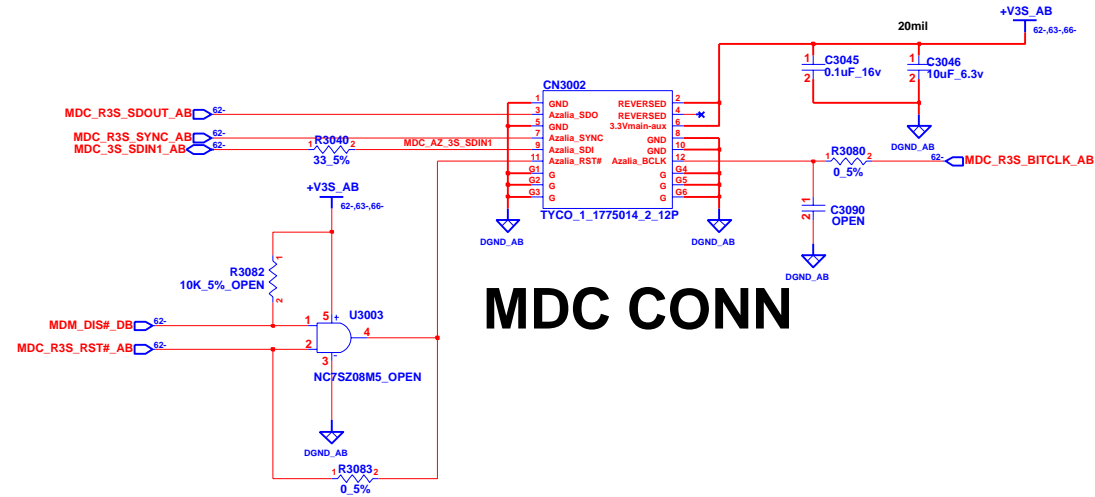 +V3S_AB
62-,63-,66-
20mil
1
C3045
0.1uF_16v
2
1
C3046
10uF_6.3v
2
DGND_AB
CN3002
1 GND REVERSED 2
3 Azalia_SDO REVERSED 4
5 GND 3.3Vmain-aux 6
7 Azalia_SYNC GND 8
9 Azalia_SDI GND 10
11 Azalia_RST# Azalia_BCLK 12
G1 G G G4
G2 G G G5
G3 G G G6
TYCO_1_1775014_2_12P
DGND_AB
DGND_AB
MDC_R3S_SDOUT_AB 62-
MDC_R3S_SYNC_AB 62-
MDC_3S_SDIN1_AB 62-
1 R3040 2
33_5%
MDC_AZ_3S_SDIN1
1 R3080 2
0_5%
62- MDC_R3S_BITCLK_AB
1
C3090
2 OPEN
DGND_AB
+V3S_AB
62-,63-,66-
1
R3082
10K_5%_OPEN
2
MDM_DIS#_DB 62-
MDC_R3S_RST#_AB 62-
U3003
5 +
1
2
4
3 -
NC7SZ08M5_OPEN
DGND_AB
1 R3083 2
0_5%
MDC CONN